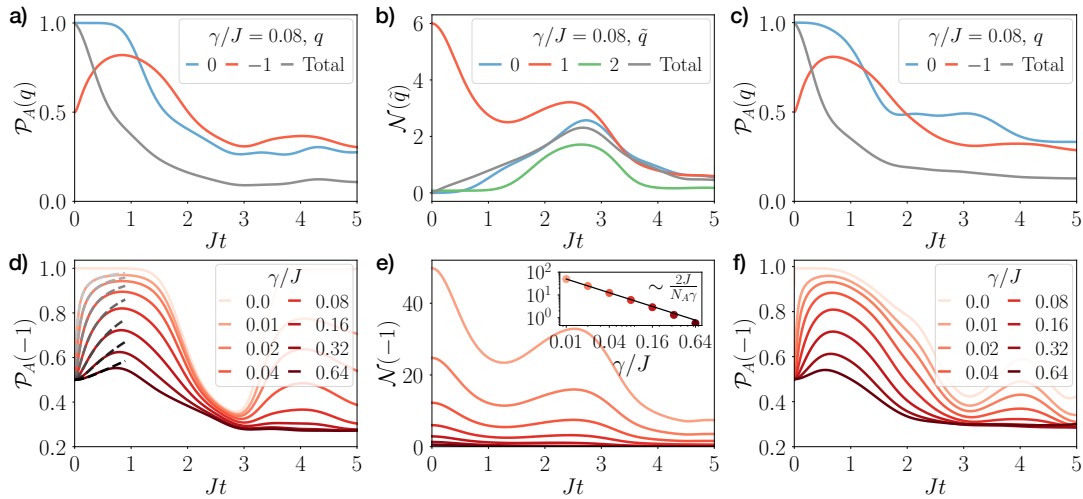 a)
γ/J = 0.08, q
0 −1 Total
1.0
0.5
0.0
𝒫_A(q)
0 1 2 3 4 5
Jt
b)
γ/J = 0.08, q̃
0 1 2 Total
6
4
2
0
𝒩(q̃)
0 1 2 3 4 5
Jt
c)
γ/J = 0.08, q
0 −1 Total
1.0
0.5
0.0
𝒫_A(q)
0 1 2 3 4 5
Jt
d)
γ/J
0.0 0.08
0.01 0.16
0.02 0.32
0.04 0.64
1.0
0.8
0.6
0.4
0.2
𝒫_A(−1)
0 1 2 3 4 5
Jt
e)
40
20
0
𝒩(−1)
10²
10¹
10⁰
∼ 2J/N_Aγ
0.01 0.04 0.16 0.64
γ/J
0 1 2 3 4 5
Jt
f)
γ/J
0.0 0.08
0.01 0.16
0.02 0.32
0.04 0.64
1.0
0.8
0.6
0.4
0.2
𝒫_A(−1)
0 1 2 3 4 5
Jt